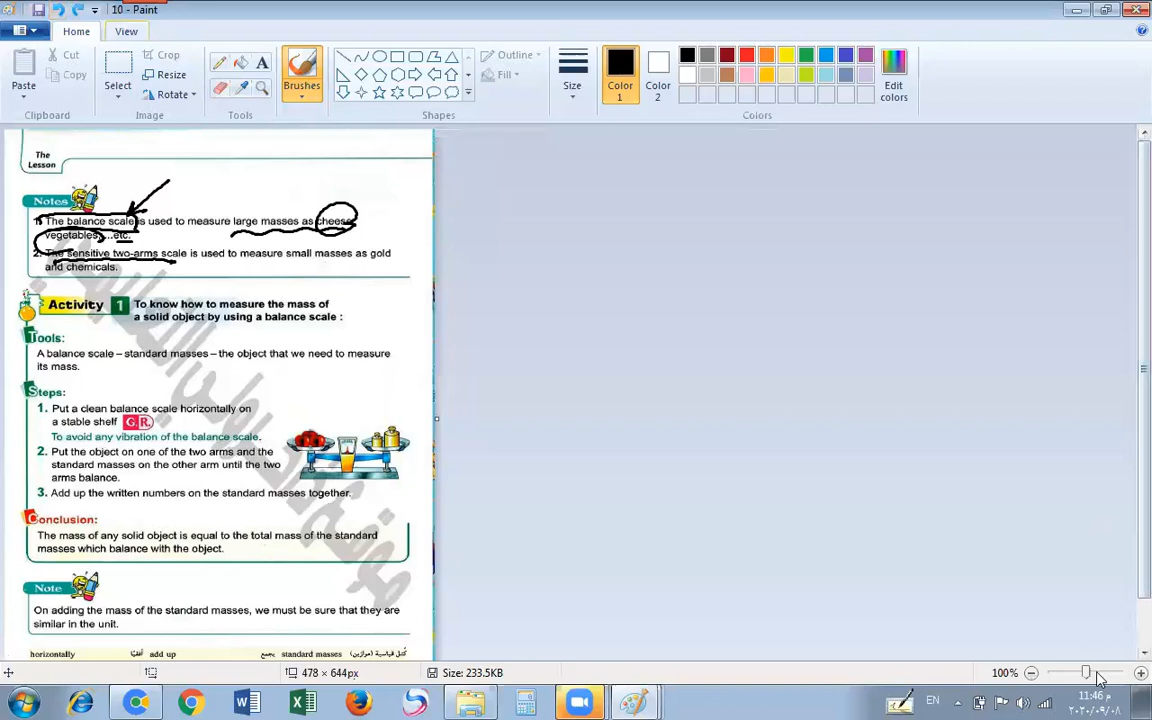 10 - Paint
Home
View
Paste
Cut
Copy
Clipboard
Select
Crop
Resize
Rotate
Image
Tools
Brushes
Shapes
Outline
Fill
Size
Color 1
Color 2
Edit colors
Colors
The Lesson
Notes
1. The balance scale is used to measure large masses as cheese,
vegetables, ...etc.
2. The sensitive two-arms scale is used to measure small masses as gold
and chemicals.
Activity 1 To know how to measure the mass of
a solid object by using a balance scale :
Tools:
A balance scale – standard masses – the object that we need to measure
its mass.
Steps:
1. Put a clean balance scale horizontally on
a stable shelf G.R.
To avoid any vibration of the balance scale.
2. Put the object on one of the two arms and the
standard masses on the other arm until the two
arms balance.
3. Add up the written numbers on the standard masses together.
Conclusion:
The mass of any solid object is equal to the total mass of the standard
masses which balance with the object.
Note
On adding the mass of the standard masses, we must be sure that they are
similar in the unit.
horizontally أفقيًا add up يجمع standard masses كُتل قياسية (موازين)
478 × 644px
Size: 233.5KB
100%
EN
11:46 م
٢٠٢٠/٠٩/٠٨